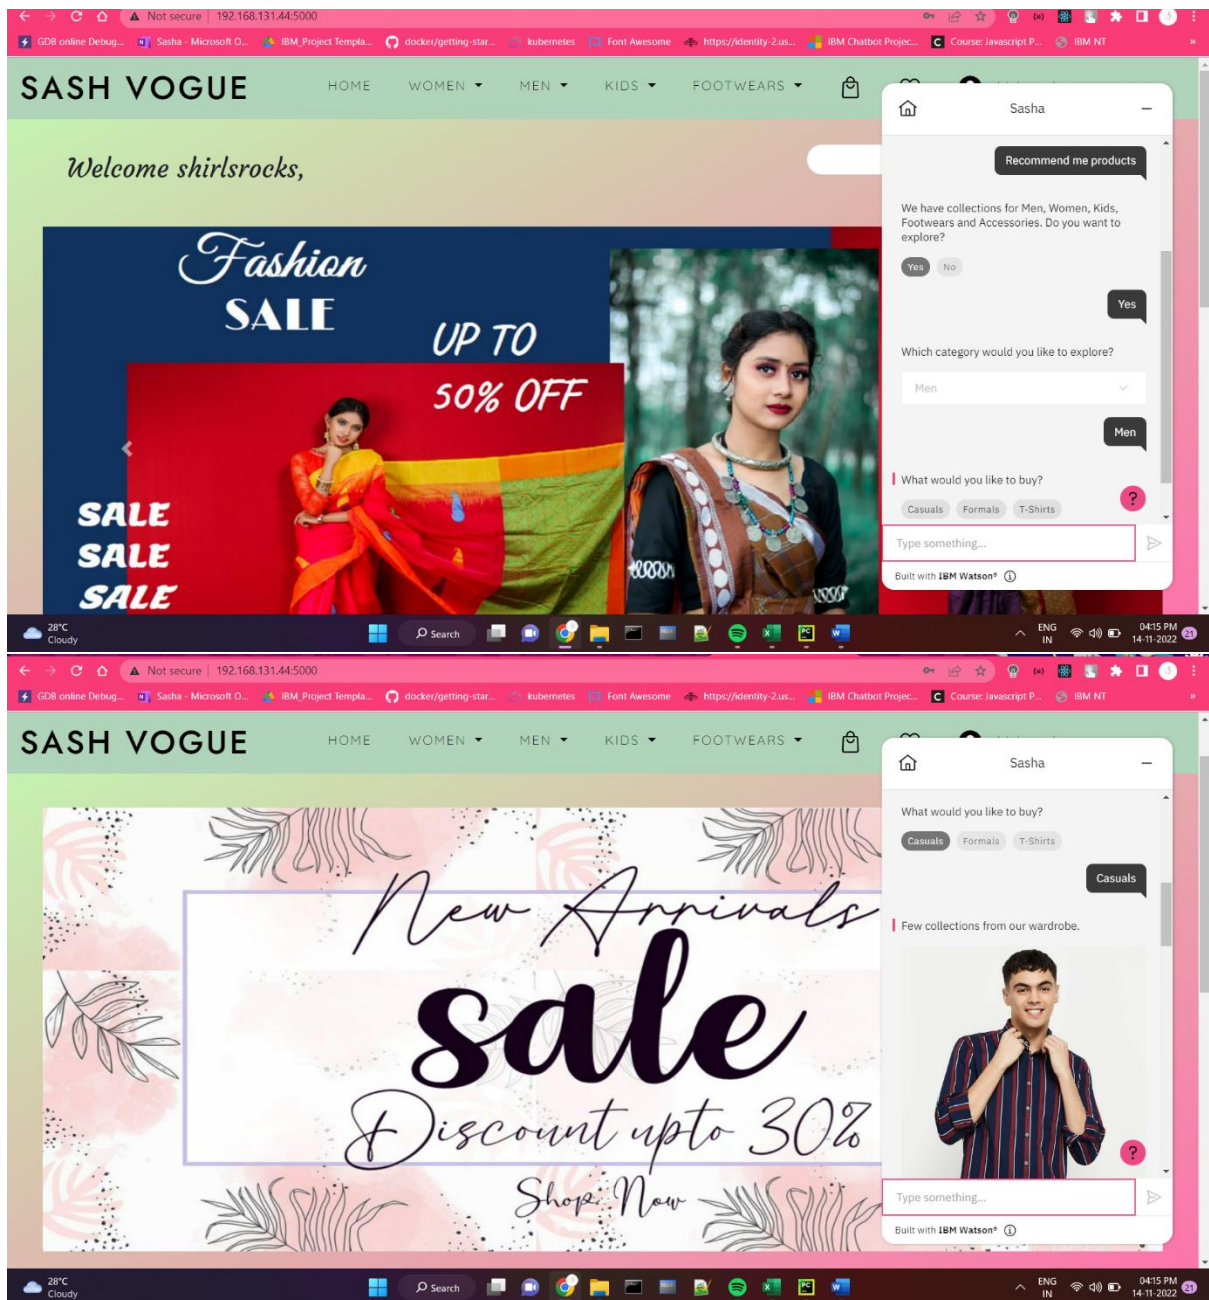 Not secure | 192.168.131.44:5000
GDB online Debug... Sasha - Microsoft O... IBM_Project Templa... docker/getting-star... kubernetes Font Awesome https://identity-2.us... IBM Chatbot Projec... Course: Javascript P... IBM NT »
SASH VOGUE HOME WOMEN MEN KIDS FOOTWEARS
Sasha
Welcome shirlsrocks,
Recommend me products
We have collections for Men, Women, Kids,
Footwears and Accessories. Do you want to
explore?
Yes No
Yes
Which category would you like to explore?
Men
Men
What would you like to buy?
Casuals Formals T-Shirts
Type something...
Built with IBM Watson®
Fashion
SALE
UP TO
50% OFF
SALE
SALE
SALE
28°C
Cloudy
Search
ENG
IN
04:15 PM
14-11-2022
21
Not secure | 192.168.131.44:5000
GDB online Debug... Sasha - Microsoft O... IBM_Project Templa... docker/getting-star... kubernetes Font Awesome https://identity-2.us... IBM Chatbot Projec... Course: Javascript P... IBM NT »
SASH VOGUE HOME WOMEN MEN KIDS FOOTWEARS
Sasha
What would you like to buy?
Casuals Formals T-Shirts
Casuals
Few collections from our wardrobe.
?
Type something...
Built with IBM Watson®
New Arrivals
sale
Discount upto 30%
Shop Now
28°C
Cloudy
Search
ENG
IN
04:15 PM
14-11-2022
21